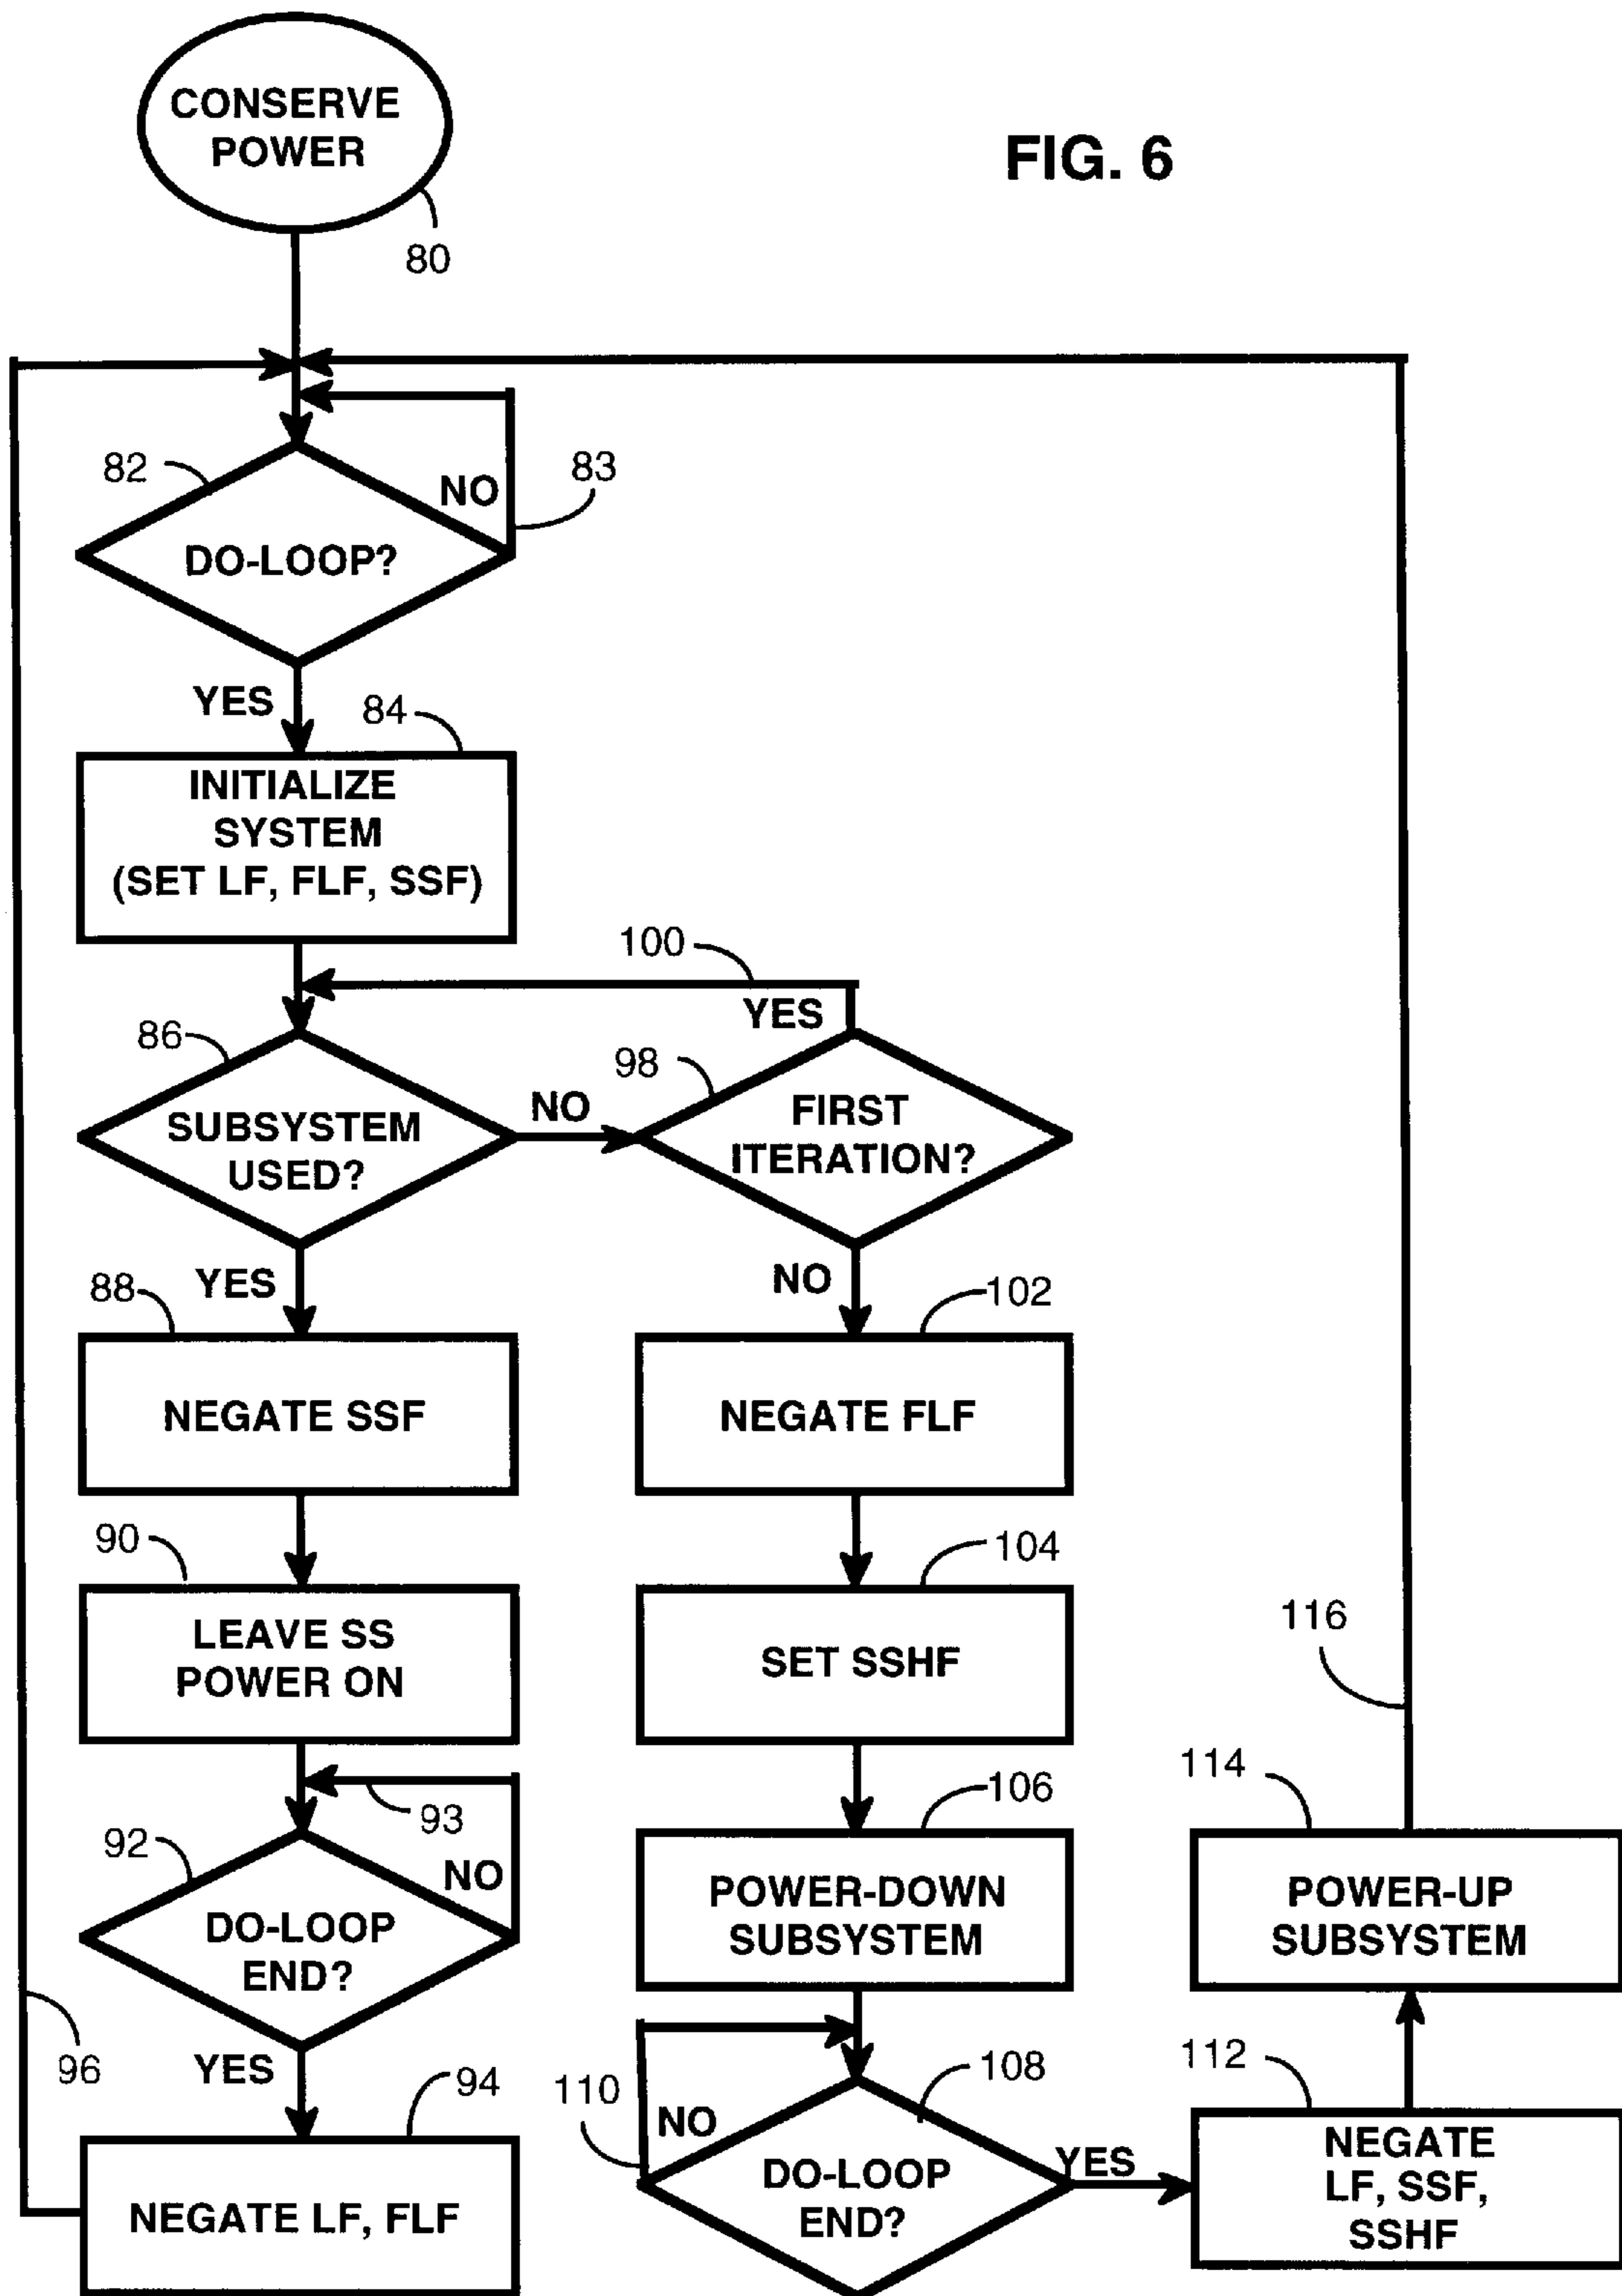 CONSERVE
POWER
FIG. 6
80
82
NO
83
DO-LOOP?
YES
84
INITIALIZE
SYSTEM
(SET LF, FLF, SSF)
100
YES
86
98
SUBSYSTEM
USED?
NO
FIRST
ITERATION?
YES
88
NO
102
NEGATE SSF
NEGATE FLF
90
104
LEAVE SS
POWER ON
SET SSHF
116
93
106
114
92
NO
DO-LOOP
END?
POWER-DOWN
SUBSYSTEM
POWER-UP
SUBSYSTEM
96
YES
94
110
NO
108
112
NEGATE LF, FLF
DO-LOOP
END?
YES
NEGATE
LF, SSF,
SSHF